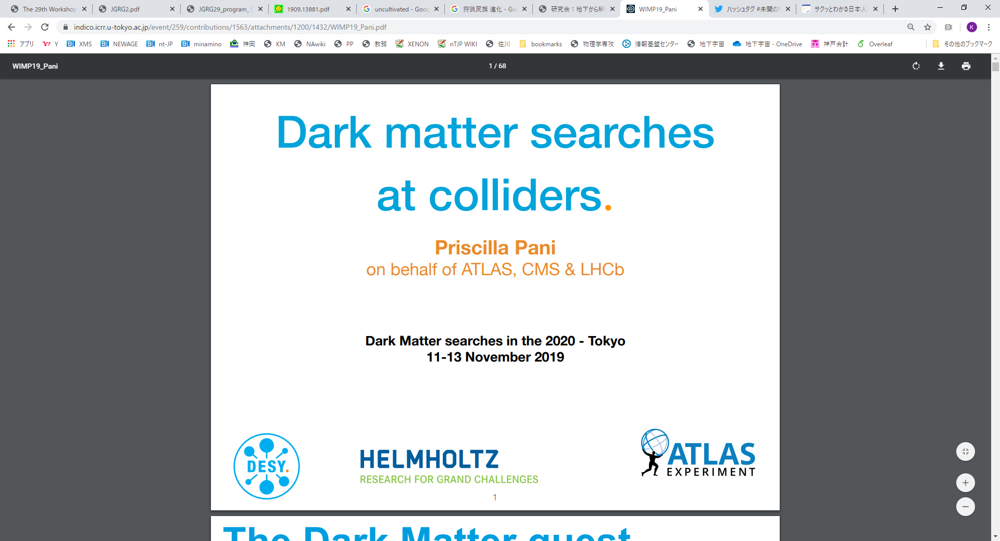 The 29th Workshop
JGRG2.pdf
JGRG29_program_1
1909.13881.pdf
uncultivated - Goog
狩猟民族 進化 - Go
研究会：地下から解
WIMP19_Pani
ハッシュタグ #未開の
サクッとわかる日本人
indico.icrr.u-tokyo.ac.jp/event/259/contributions/1563/attachments/1200/1432/WIMP19_Pani.pdf
K
アプリ
Y
XMS
NEWAGE
nt-JP
minamino
神岡
KM
NAwiki
PP
教務
XENON
nTJP WIKI
佐川
bookmarks
物理学専攻
情報基盤センター
地下宇宙
地下宇宙 - OneDrive
神戸会計
Overleaf
その他のブックマーク
WIMP19_Pani
1 / 68
Dark matter searches
at colliders.
Priscilla Pani
on behalf of ATLAS, CMS & LHCb
Dark Matter searches in the 2020 - Tokyo
11-13 November 2019
DESY.
HELMHOLTZ
RESEARCH FOR GRAND CHALLENGES
ATLAS
EXPERIMENT
1
The Dark Matter quest